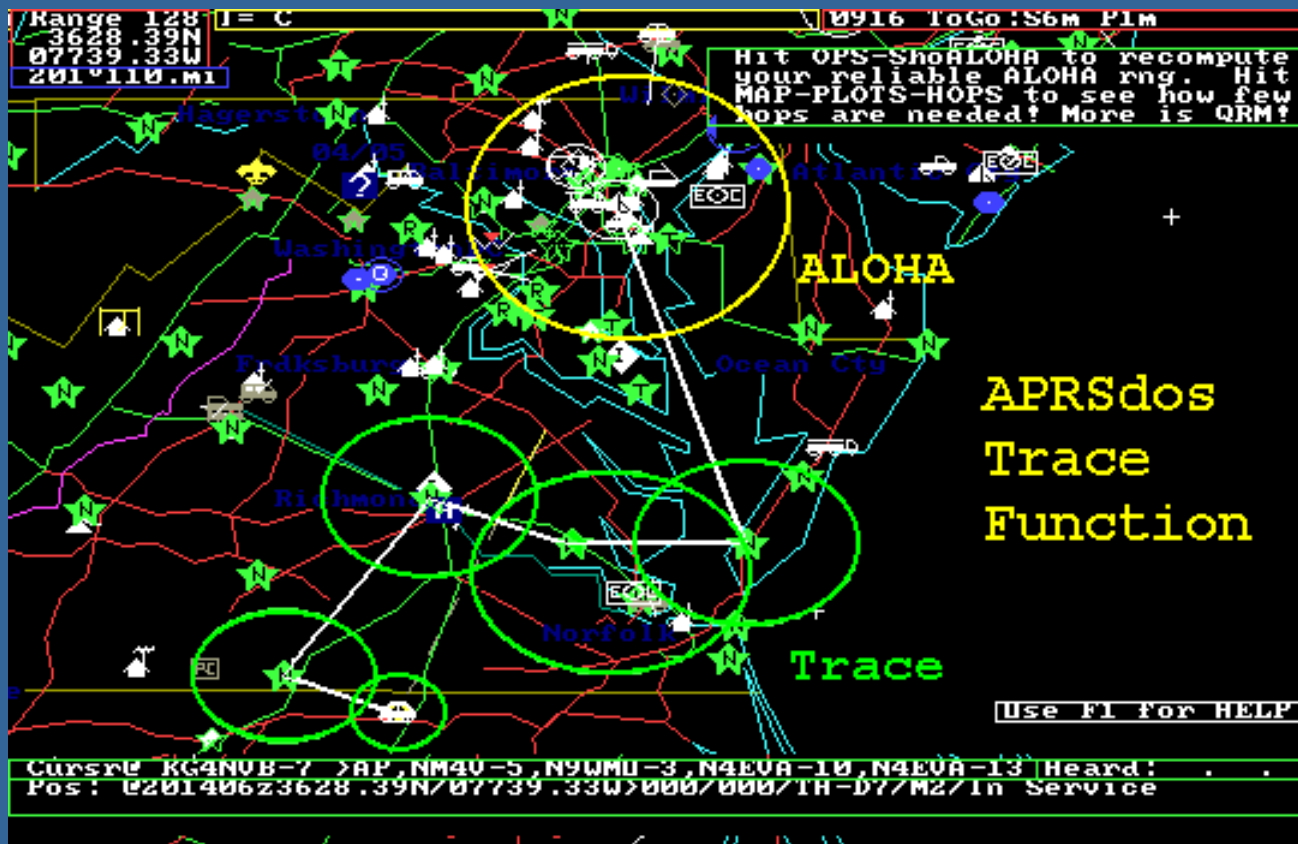 Range 128
3628.39N
07739.33W
201°110.mi
]= C
0916 ToGo:S6m P1m
Hit OPS-ShoALOHA to recompute
your reliable ALOHA rng. Hit
MAP-PLOTS-HOPS to see how few
hops are needed! More is QRM!
Hagerstown
04/05
Baltimore
Atlantic
Washington
ALOHA
Frdksburg
Ocean Cty
APRSdos
Trace
Function
Richmond
Norfolk
Trace
Use F1 for HELP
Cursr@ KG4NVB-7 >AP,NM4V-5,N9WMU-3,N4EVA-10,N4EVA-13 Heard: . .
Pos: @201406z3628.39N/07739.33W>000/000/TH-D7/M2/In Service